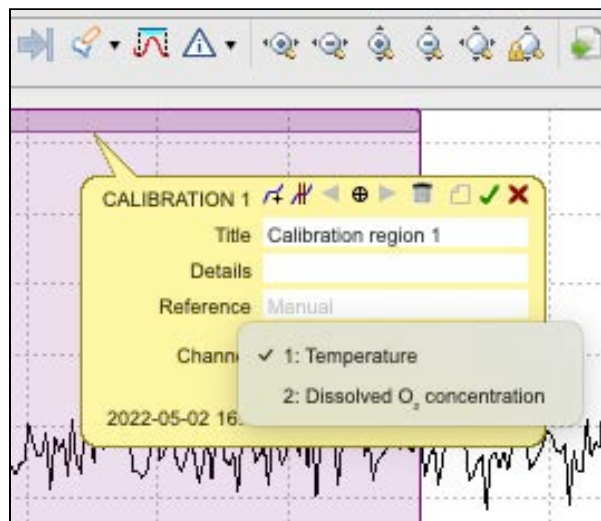 CALIBRATION 1
Title Calibration region 1
Details
Reference Manual
✓ 1: Temperature
2: Dissolved O₂ concentration
2022-05-02